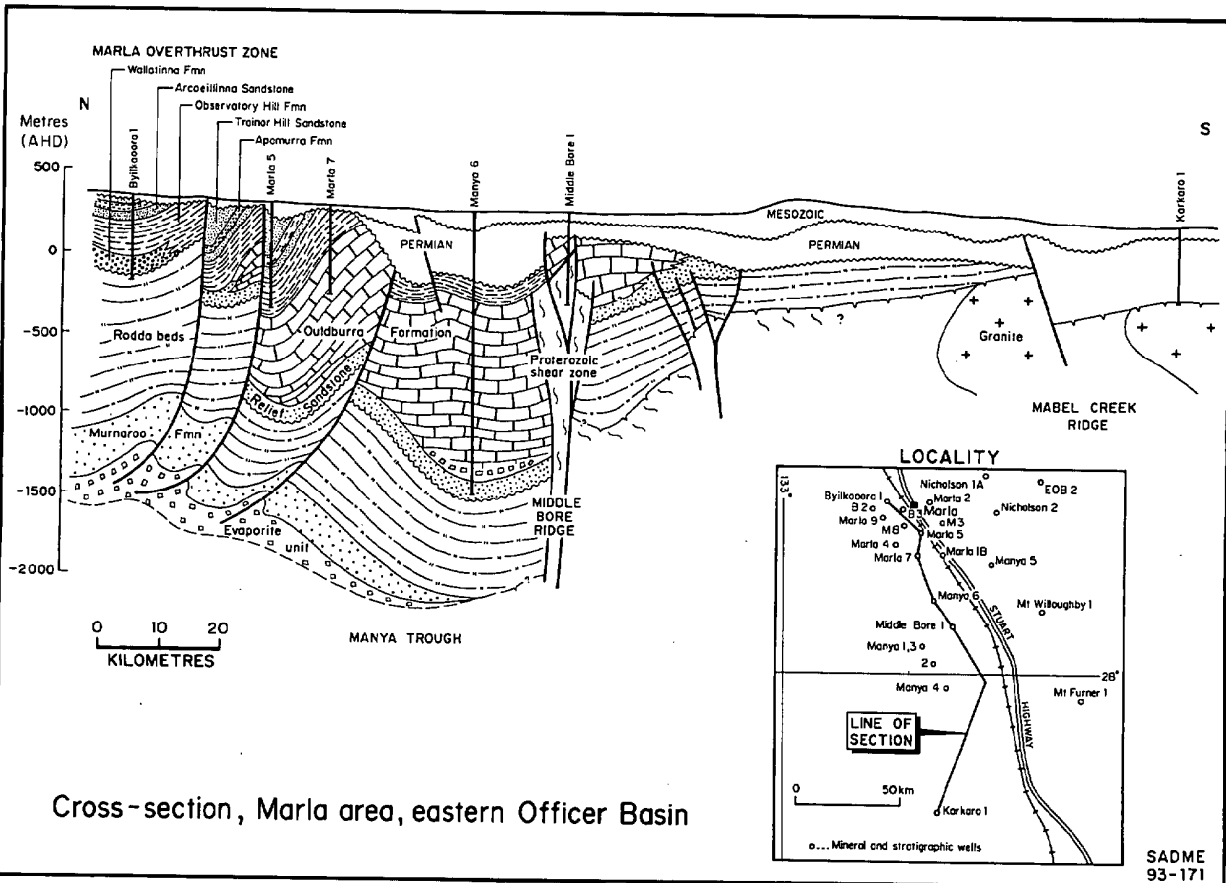 MARLA OVERTHRUST ZONE
Wallatinna Fmn
Arcoeillinna Sandstone
Observatory Hill Fmn
Trainor Hill Sandstone
Apamurra Fmn
N
S
Metres
(AHD)
Byilkaoora 1
Marla 5
Marla 7
Manya 6
Middle Bore 1
Karkaro 1
500
0
-500
-1000
-1500
-2000
MESOZOIC
PERMIAN
PERMIAN
Rodda beds
Ouldburra
Formation
Proterozoic
shear zone
?
Granite
Relief Sandstone
Murnaroo Fmn
Evaporite
unit
MIDDLE
BORE
RIDGE
MABEL CREEK
RIDGE
MANYA TROUGH
0 10 20
KILOMETRES
LOCALITY
133°
Nicholson 1A
EOB 2
Byilkaoora 1
Marla 2
B 2
B3
Marla
Nicholson 2
Marla 9
M3
M8
Marla 5
Marla 4
Marla 7
Marla 1B
Manya 5
Manya 6
Mt Willoughby 1
STUART
Middle Bore 1
Manya 1,3
2
28°
Manya 4
Mt Furner 1
HIGHWAY
LINE OF
SECTION
0 50 km
Karkaro 1
o... Mineral and stratigraphic wells
Cross-section, Marla area, eastern Officer Basin
SADME
93-171